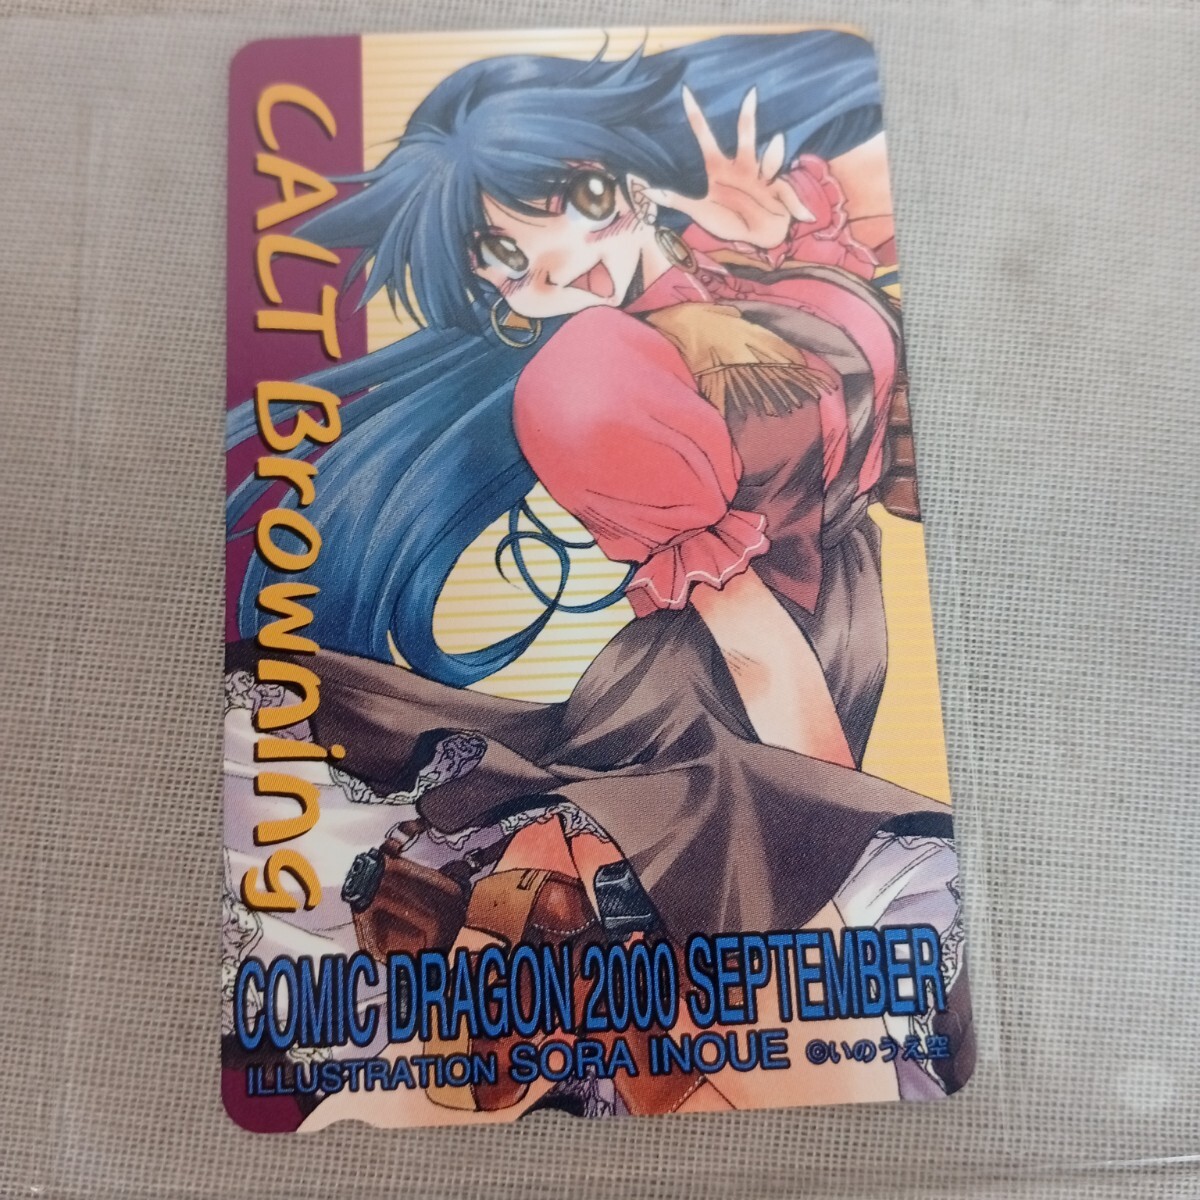 CALT Browning
COMIC DRAGON 2000 SEPTEMBER
ILLUSTRATION SORA INOUE ©いのうえ空